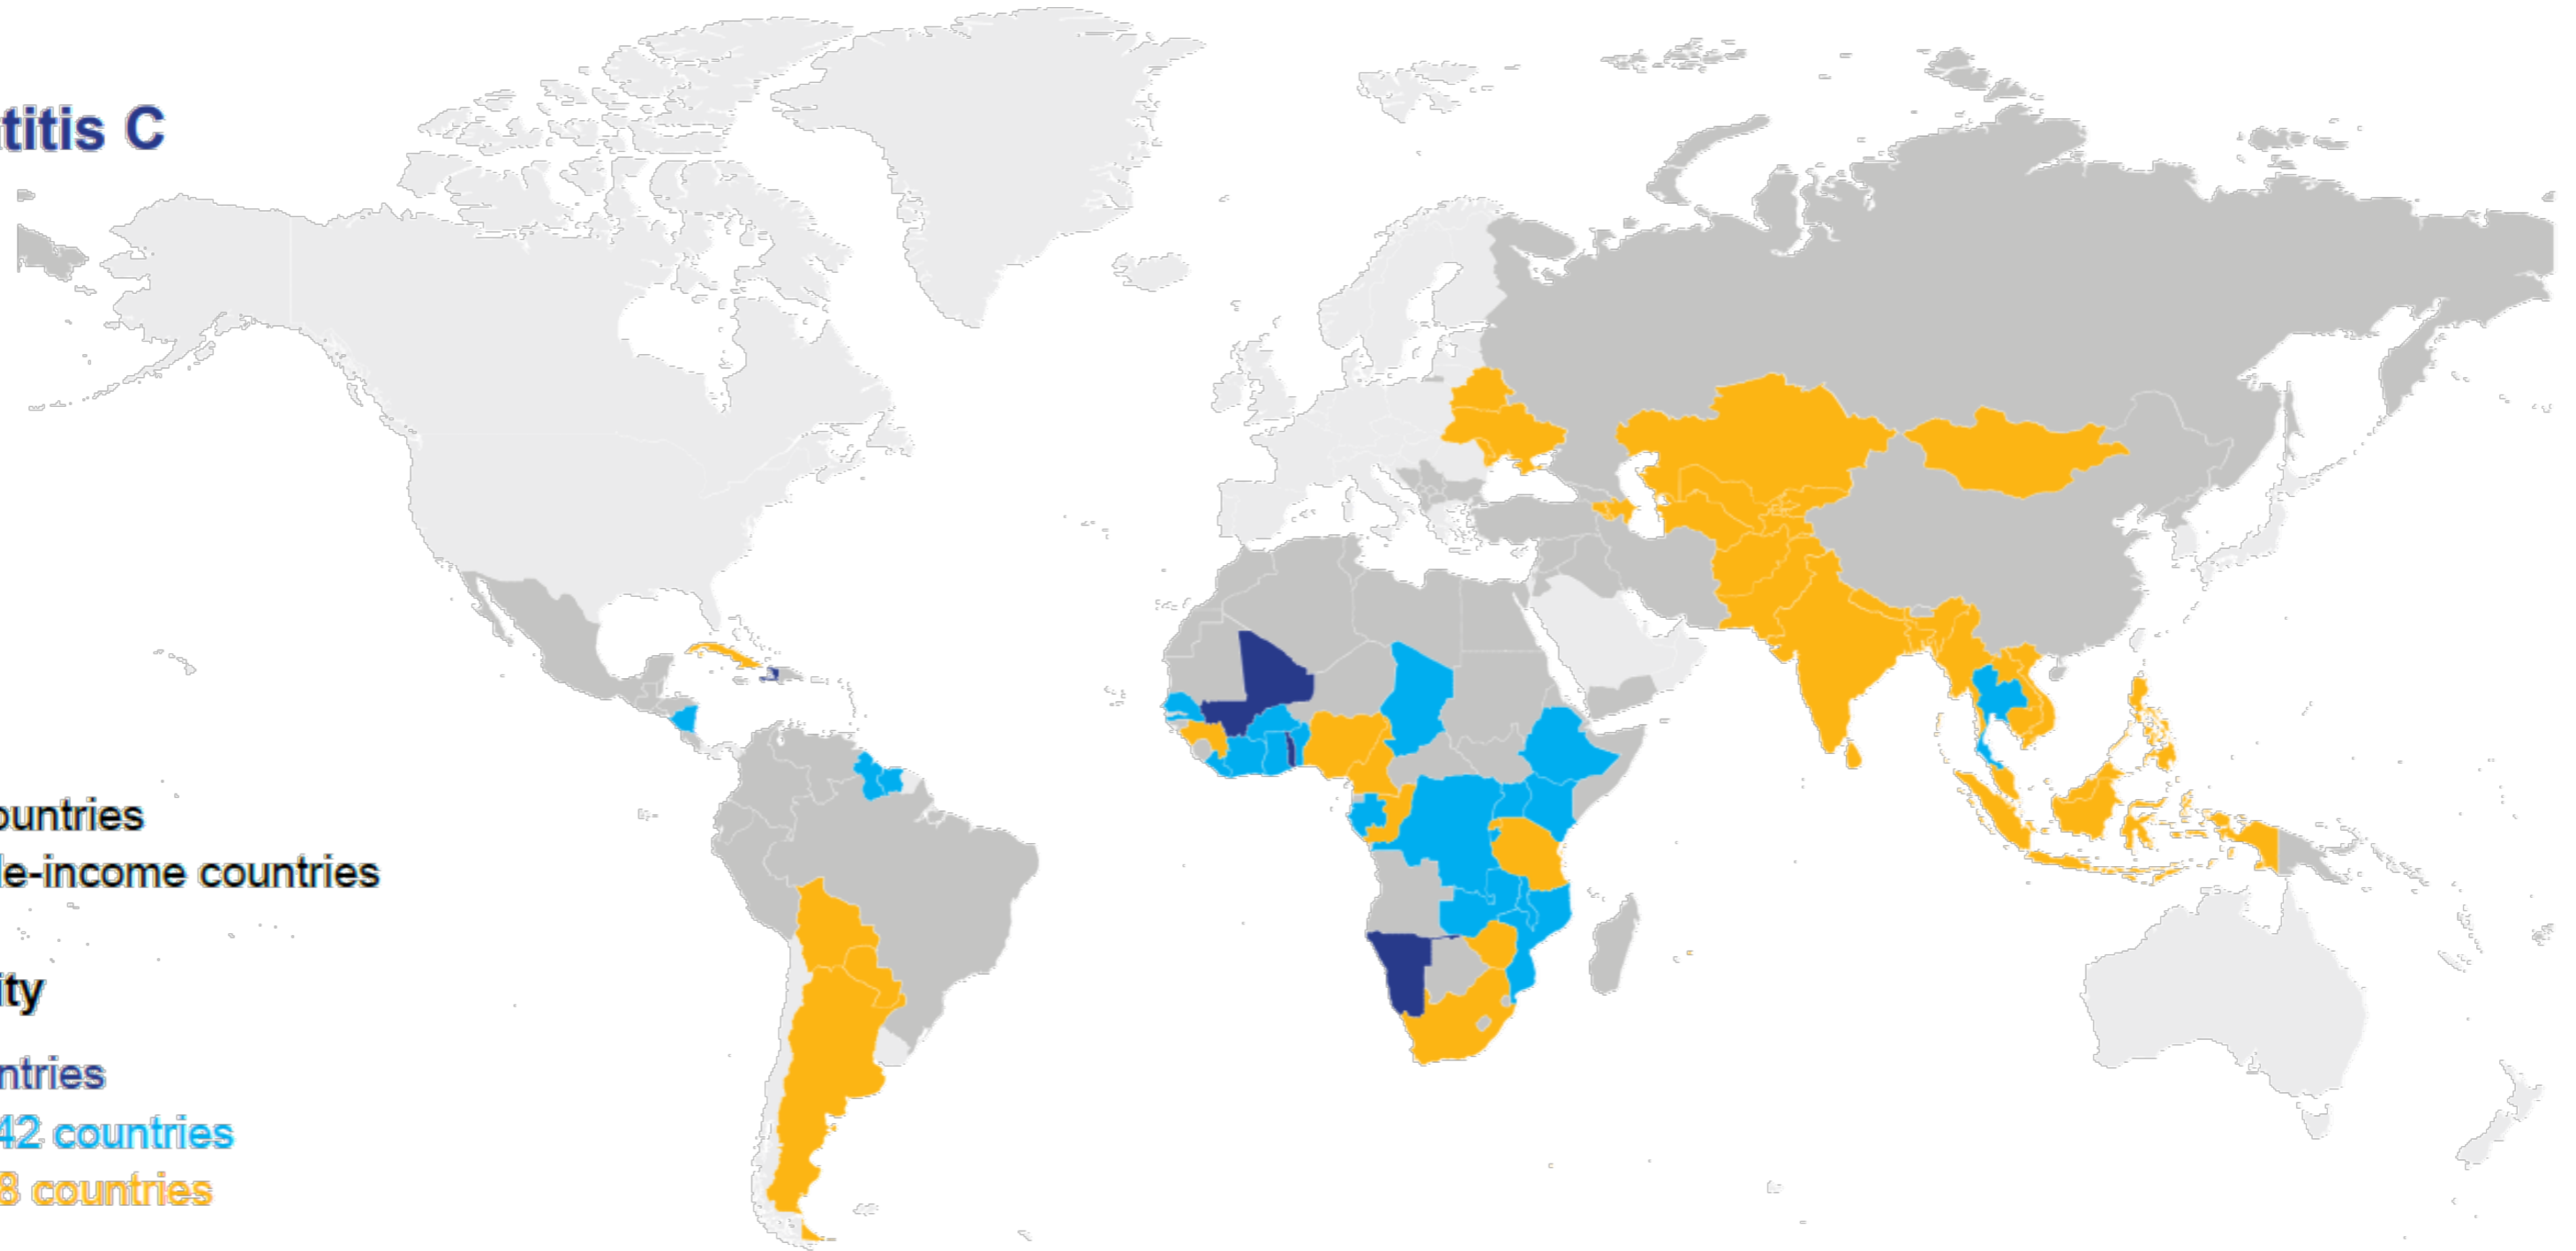 titis C
ountries
le-income countries
ity
ntries
42 countries
8 countries